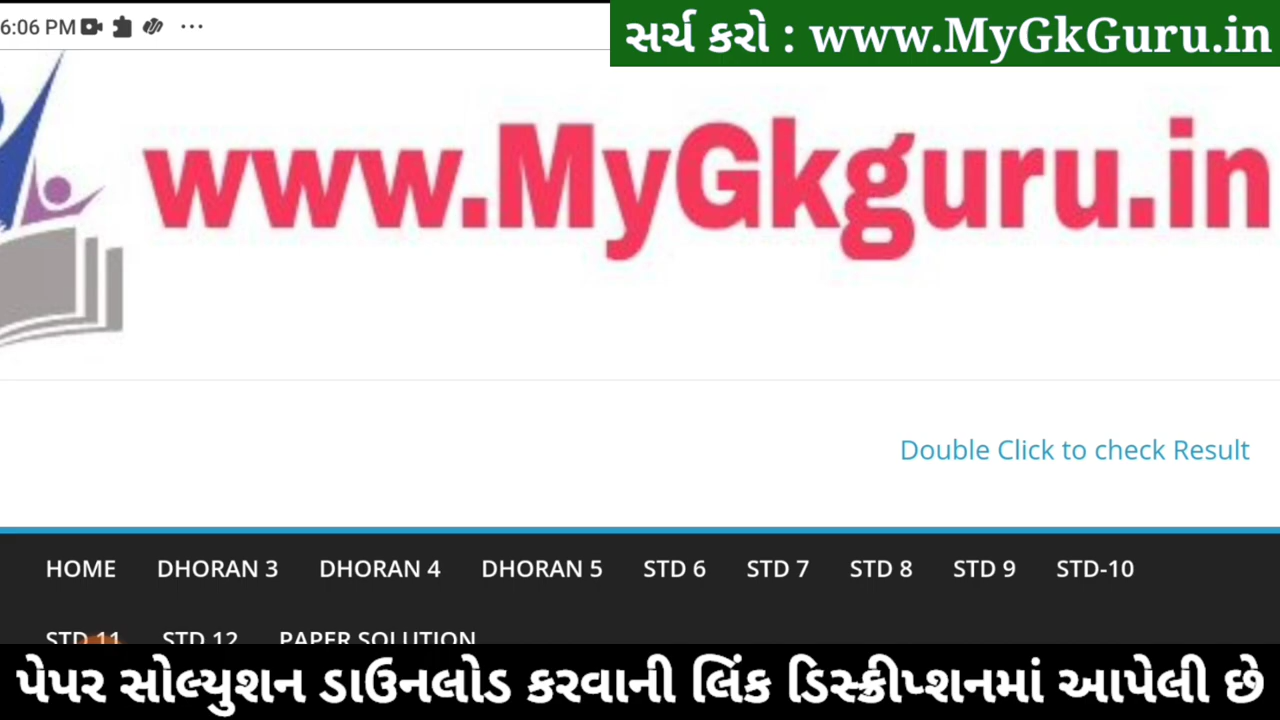 6:06 PM
સર્ચ કરો : www.MyGkGuru.in
www.MyGkguru.in
Double Click to check Result
HOME DHORAN 3 DHORAN 4 DHORAN 5 STD 6 STD 7 STD 8 STD 9 STD-10
STD 11 STD 12 PAPER SOLUTION
પેપર સોલ્યુશન ડાઉનલોડ કરવાની લિંક ડિસ્ક્રીપ્શનમાં આપેલી છે